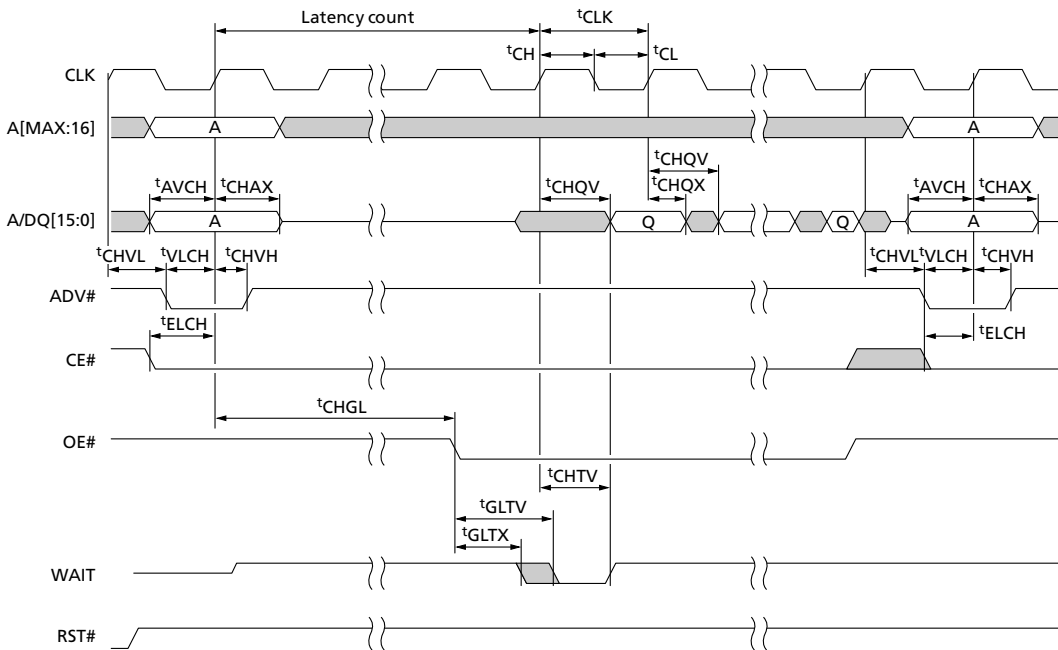 Latency count
tCLK
tCH
tCL
CLK
A[MAX:16]
A
A
tCHQV
tAVCH
tCHAX
tCHQV
tCHQX
tAVCH
tCHAX
A/DQ[15:0]
A
Q
Q
A
tCHVL
tVLCH
tCHVH
tCHVL
tVLCH
tCHVH
ADV#
tELCH
tELCH
CE#
tCHGL
OE#
tCHTV
tGLTV
tGLTX
WAIT
RST#